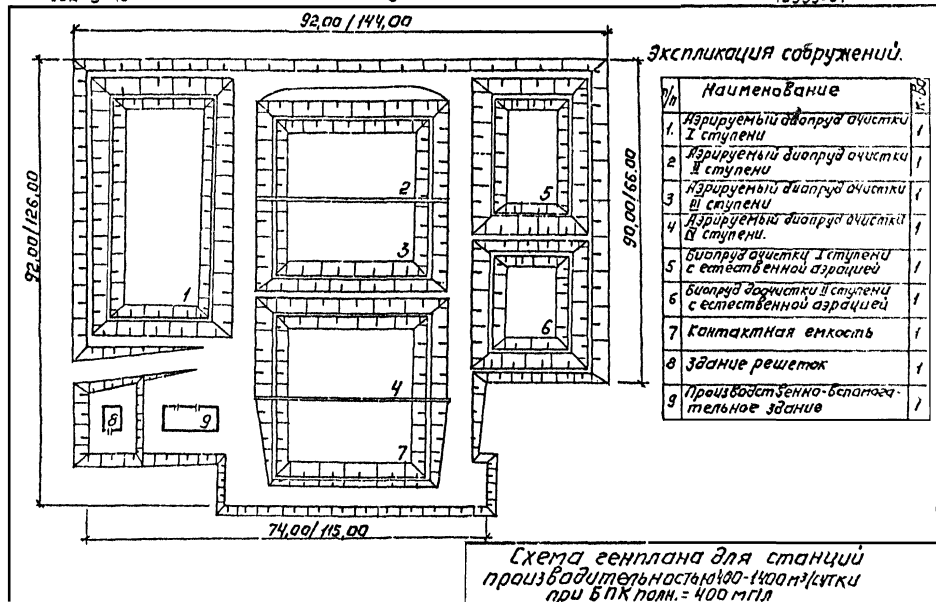 92,00/144,00
Экспликация сооружений.
п/п Наименование К-во
1. Аэрируемый биопруд очистки
I ступени 1
2 Аэрируемый биопруд очистки
II ступени 1
3 Аэрируемый биопруд очистки
III ступени 1
4 Аэрируемый биопруд очистки
IV ступени. 1
5 Биопруд очистки I ступени
с естественной аэрацией 1
6 Биопруд доочистки II ступени
с естественной аэрацией 1
7 Контактная емкость 1
8 Здание решеток 1
9 Производственно-вспомога-
тельное здание 1
92,00/126,00
90,00/66,00
1
2
3
4
5
6
7
8
9
74,00/115,00
Схема генплана для станций
производительностью 400-1400 м³/сутки
при БПК полн. = 400 мг/л